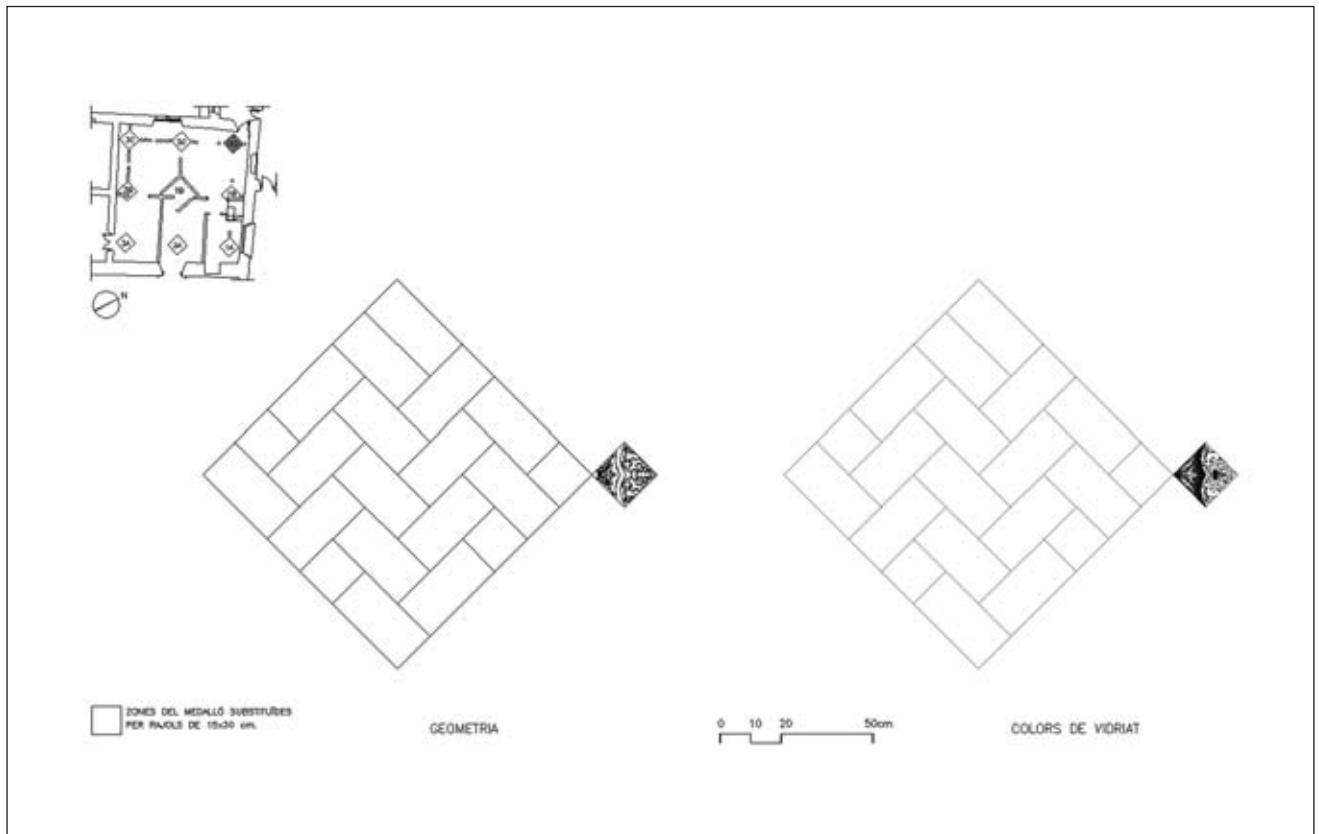 N
ZONES DEL MEDALLÓ SUBSTITUÏDES
PER RAJOLS DE 15x30 cm.
GEOMETRIA
0 10 20 50cm
COLORS DE VIDRIAT